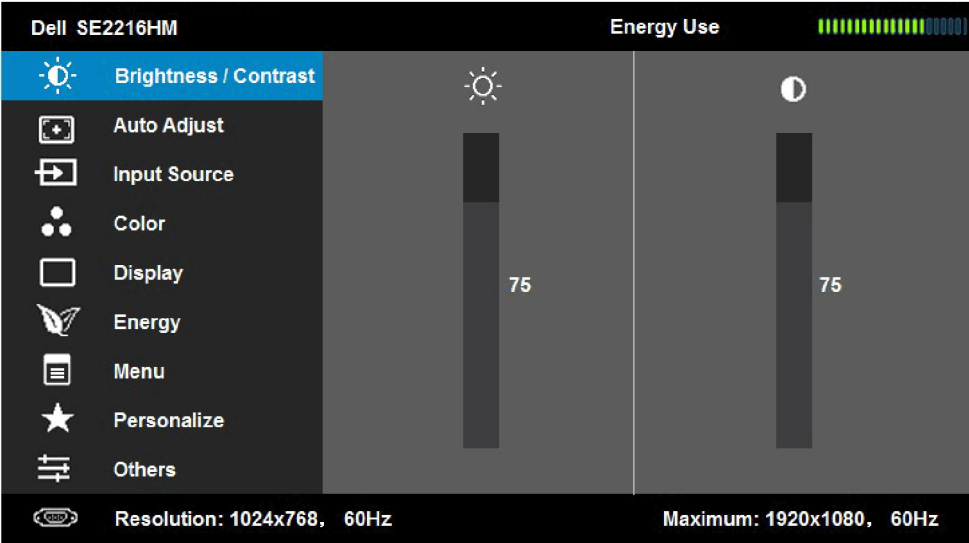 Dell SE2216HM Energy Use
Brightness / Contrast
Auto Adjust
Input Source
Color
Display
75 75
Energy
Menu
Personalize
Others
Resolution: 1024x768, 60Hz Maximum: 1920x1080, 60Hz